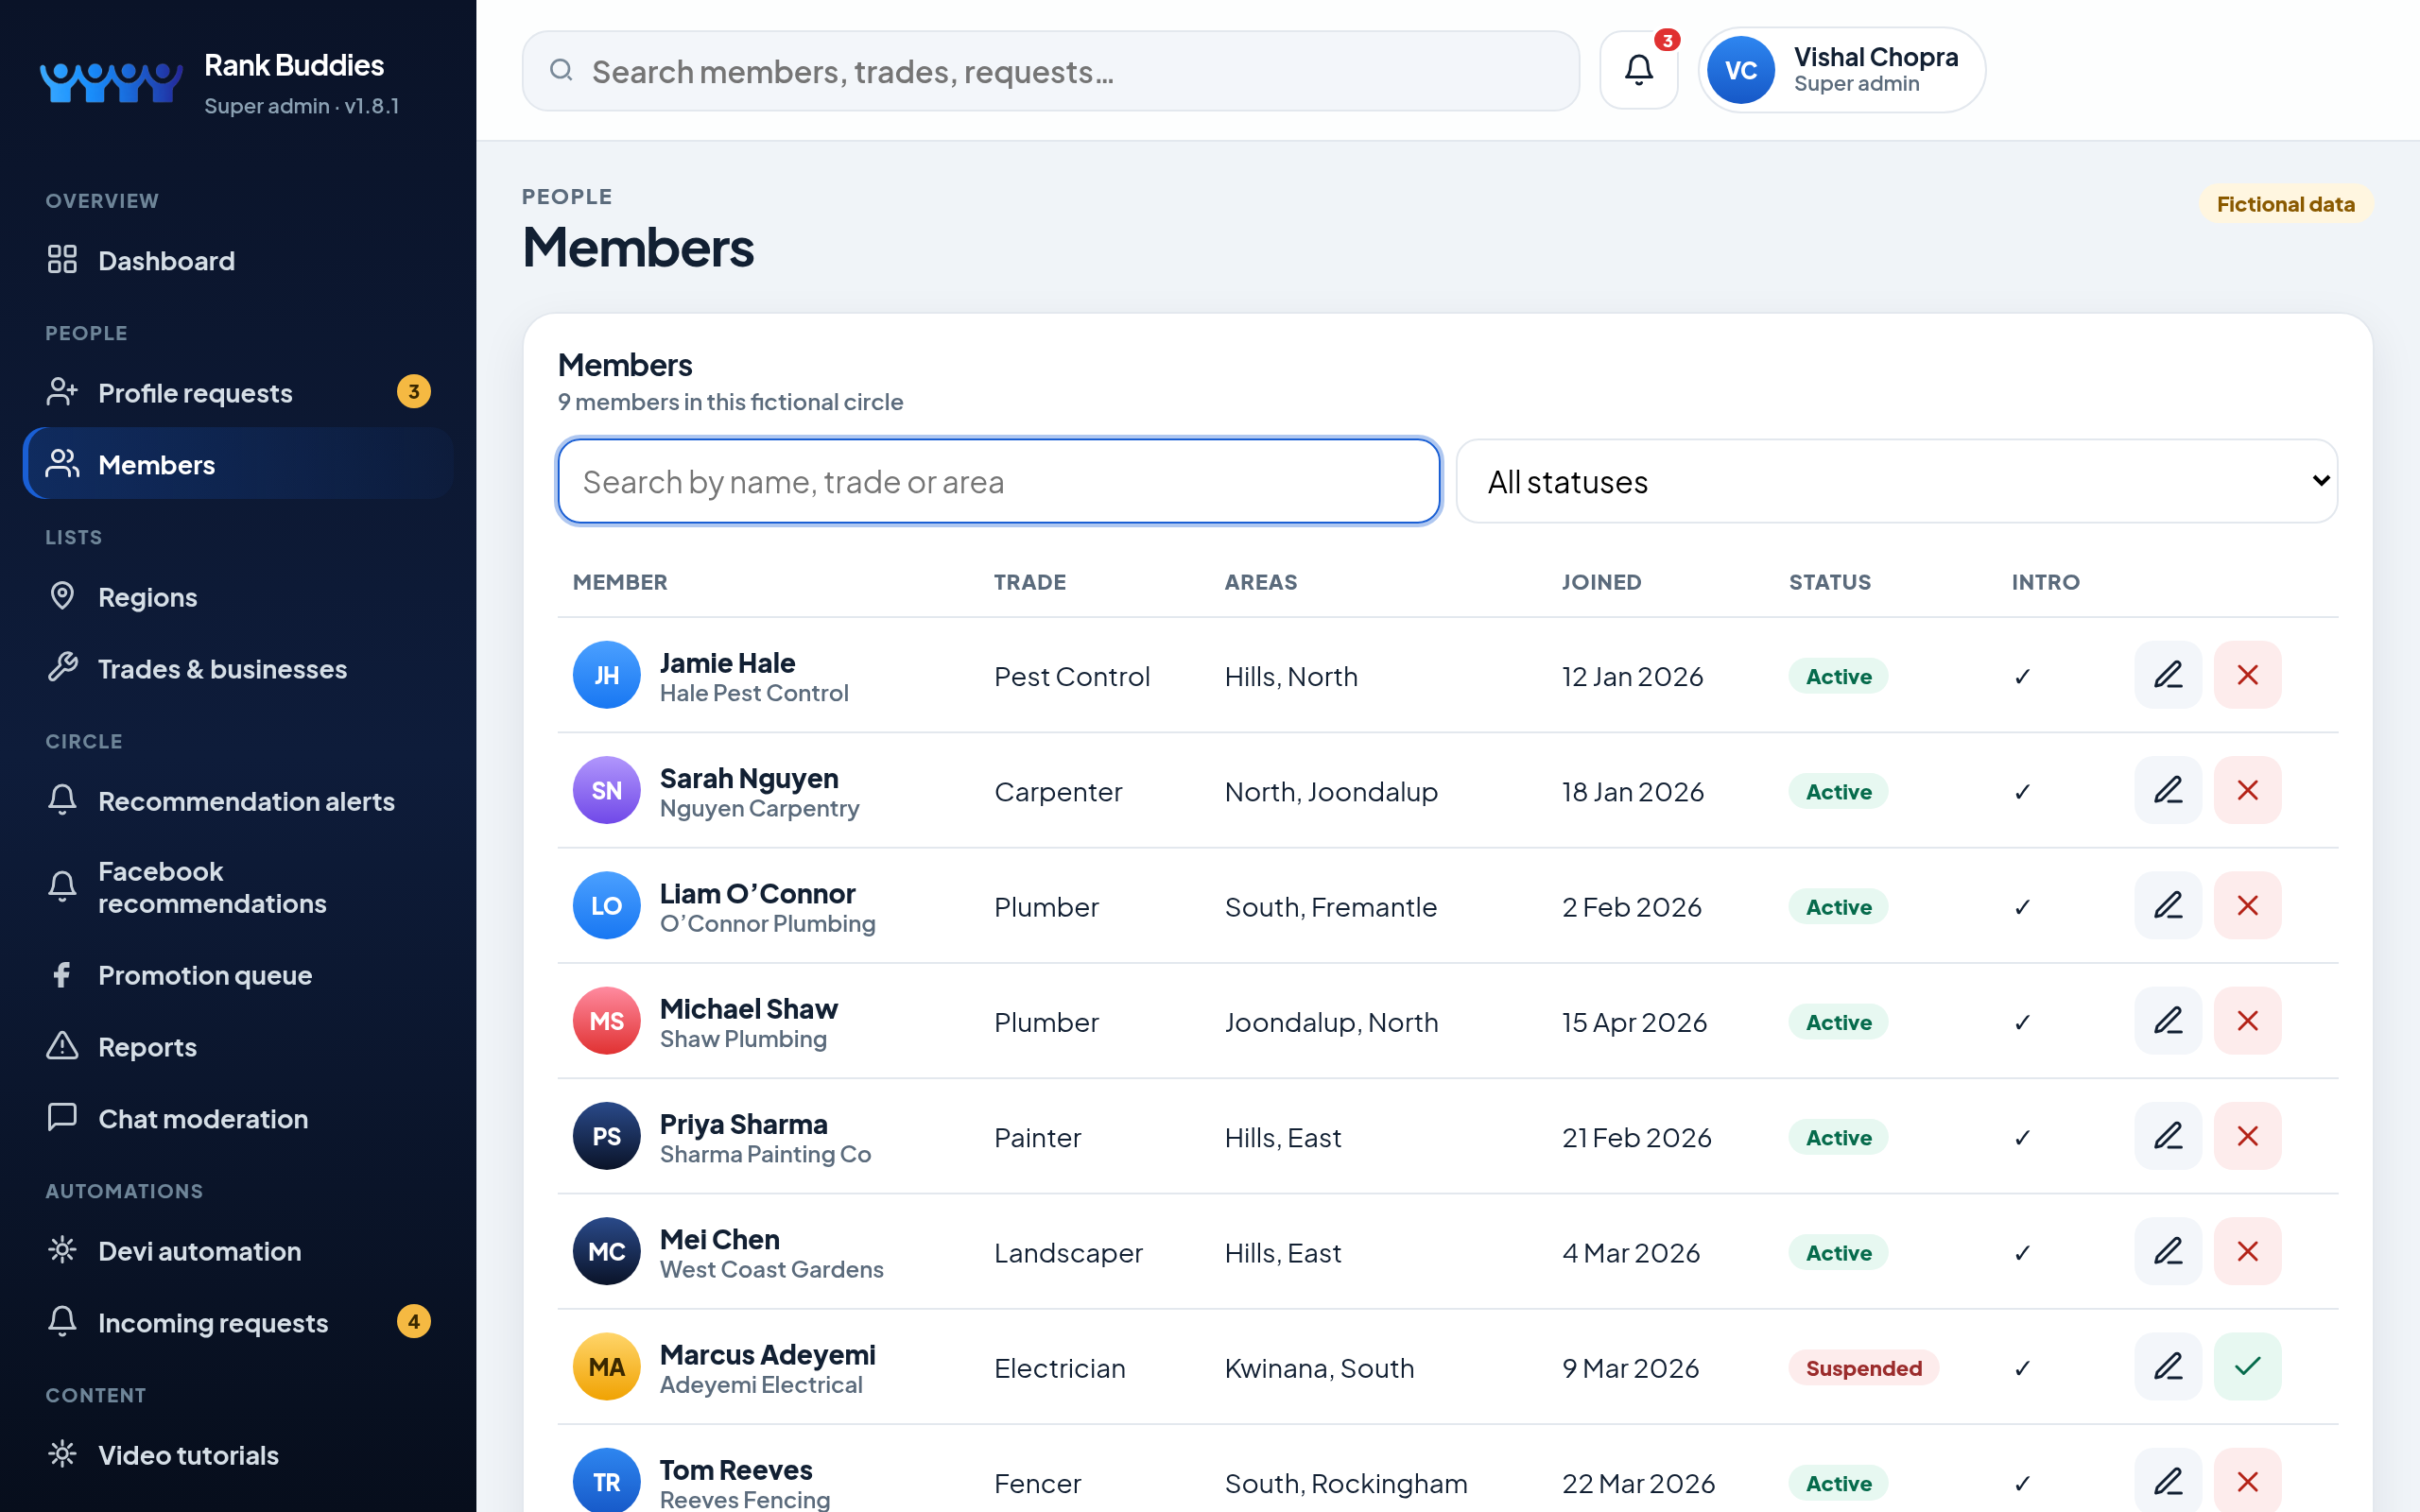 Rank Buddies
Super admin · v1.8.1
OVERVIEW
Dashboard
PEOPLE
Profile requests 3
Members
LISTS
Regions
Trades & businesses
CIRCLE
Recommendation alerts
Facebook
recommendations
Promotion queue
Reports
Chat moderation
AUTOMATIONS
Devi automation
Incoming requests 4
CONTENT
Video tutorials
Search members, trades, requests…
3
VC
Vishal Chopra
Super admin
PEOPLE
Members
Fictional data
Members
9 members in this fictional circle
Search by name, trade or area
All statuses
MEMBER TRADE AREAS JOINED STATUS INTRO
JH Jamie Hale Pest Control Hills, North 12 Jan 2026 Active ✓
Hale Pest Control
SN Sarah Nguyen Carpenter North, Joondalup 18 Jan 2026 Active ✓
Nguyen Carpentry
LO Liam O’Connor Plumber South, Fremantle 2 Feb 2026 Active ✓
O’Connor Plumbing
MS Michael Shaw Plumber Joondalup, North 15 Apr 2026 Active ✓
Shaw Plumbing
PS Priya Sharma Painter Hills, East 21 Feb 2026 Active ✓
Sharma Painting Co
MC Mei Chen Landscaper Hills, East 4 Mar 2026 Active ✓
West Coast Gardens
MA Marcus Adeyemi Electrician Kwinana, South 9 Mar 2026 Suspended ✓
Adeyemi Electrical
TR Tom Reeves Fencer South, Rockingham 22 Mar 2026 Active ✓
Reeves Fencing